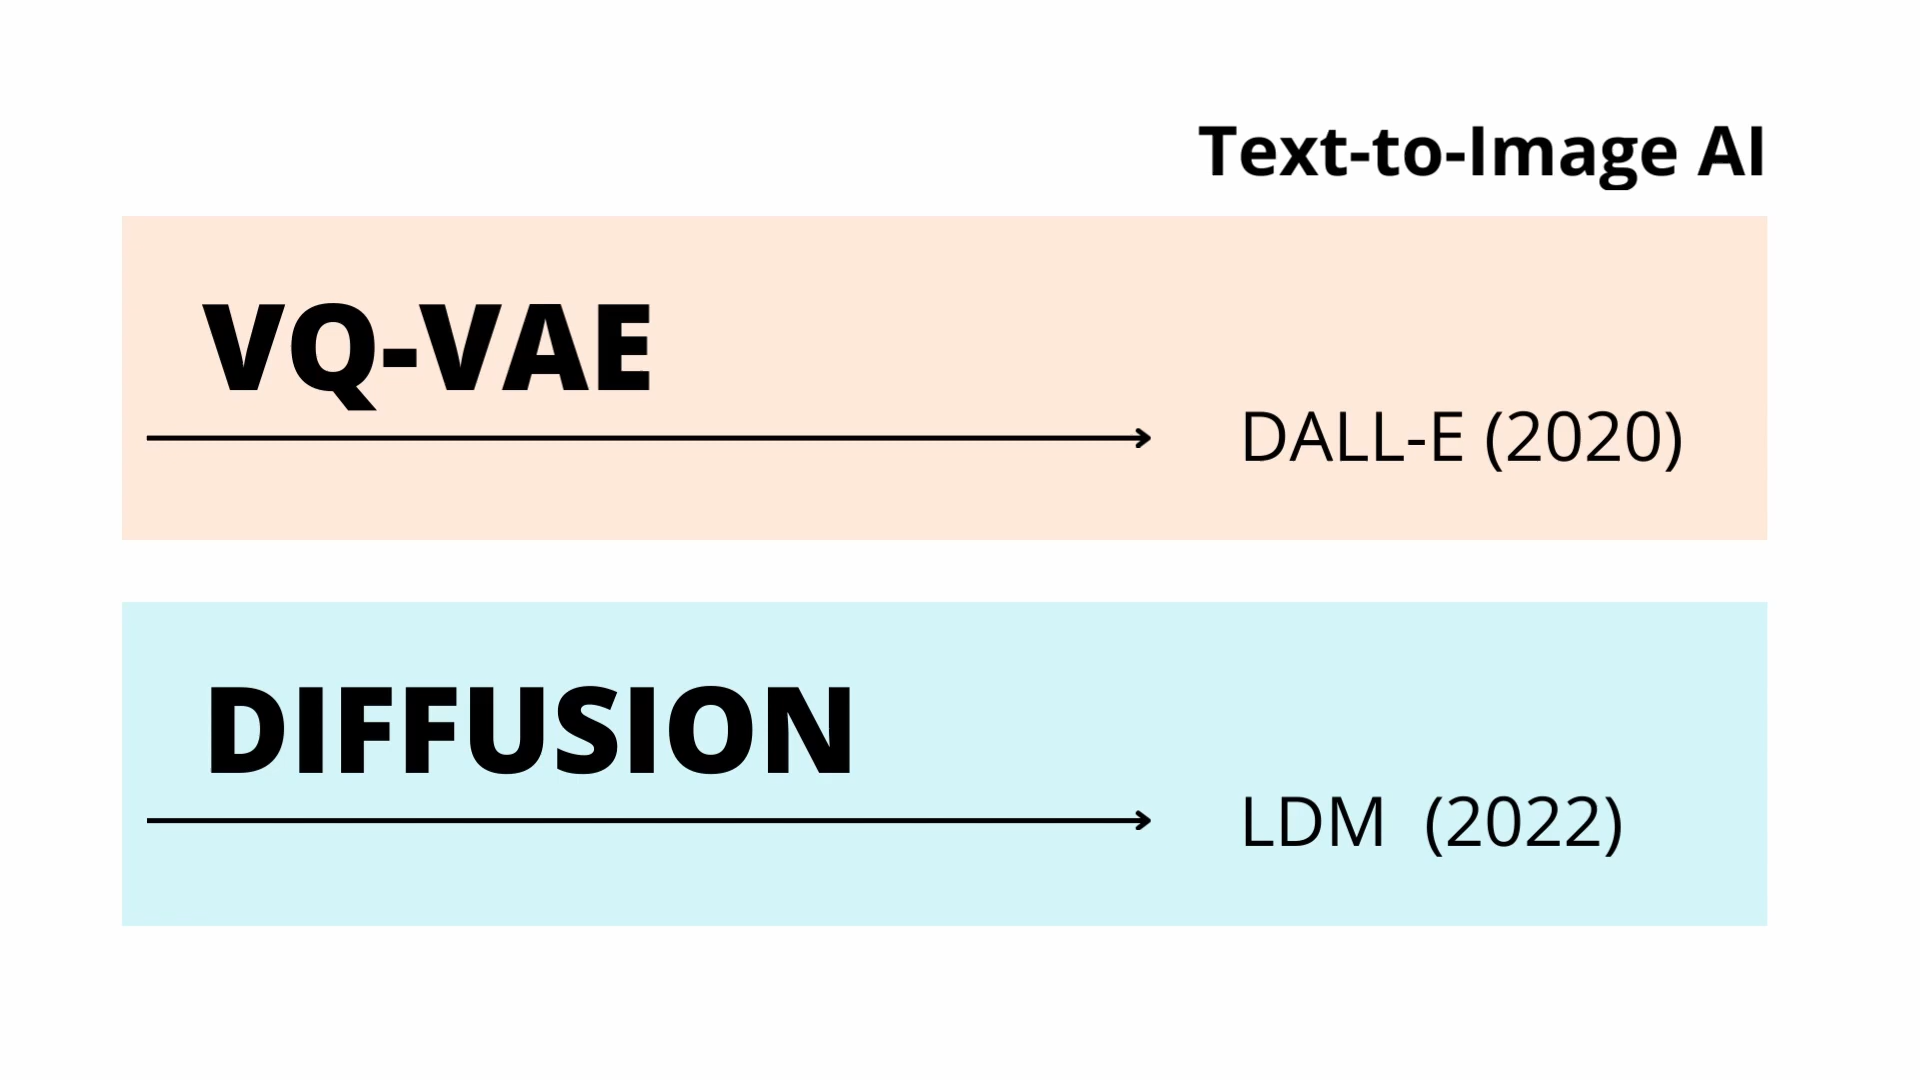 Text-to-Image AI
VQ-VAE
DALL-E (2020)
DIFFUSION
LDM (2022)